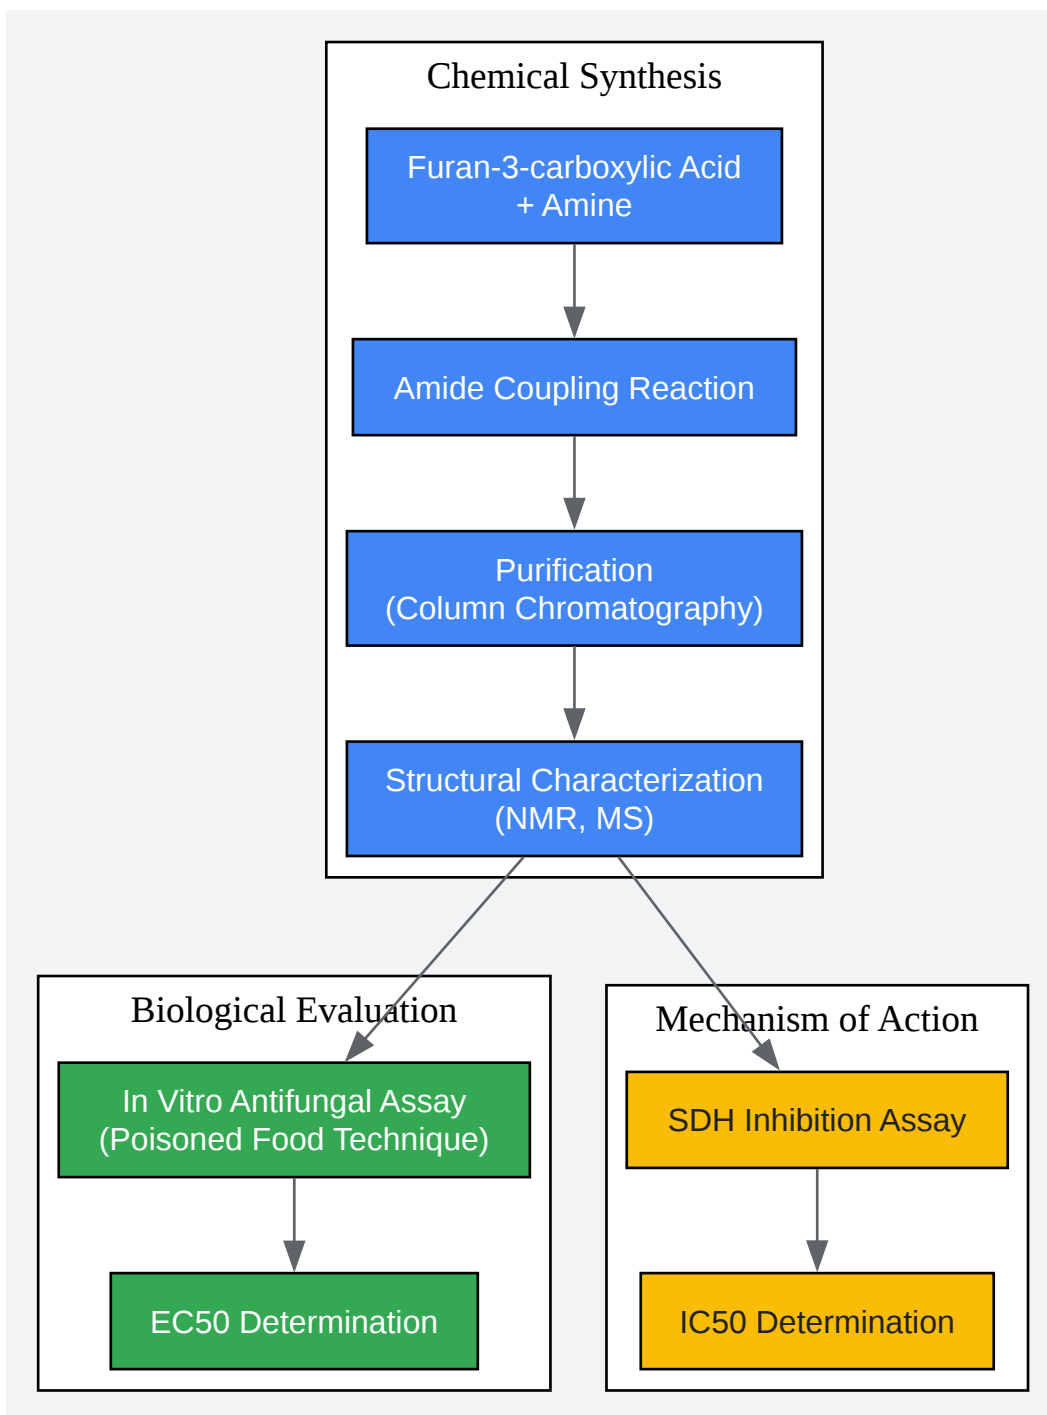 Chemical Synthesis
Furan-3-carboxylic Acid
+ Amine
Amide Coupling Reaction
Purification
(Column Chromatography)
Structural Characterization
(NMR, MS)
Biological Evaluation
In Vitro Antifungal Assay
(Poisoned Food Technique)
EC50 Determination
Mechanism of Action
SDH Inhibition Assay
IC50 Determination